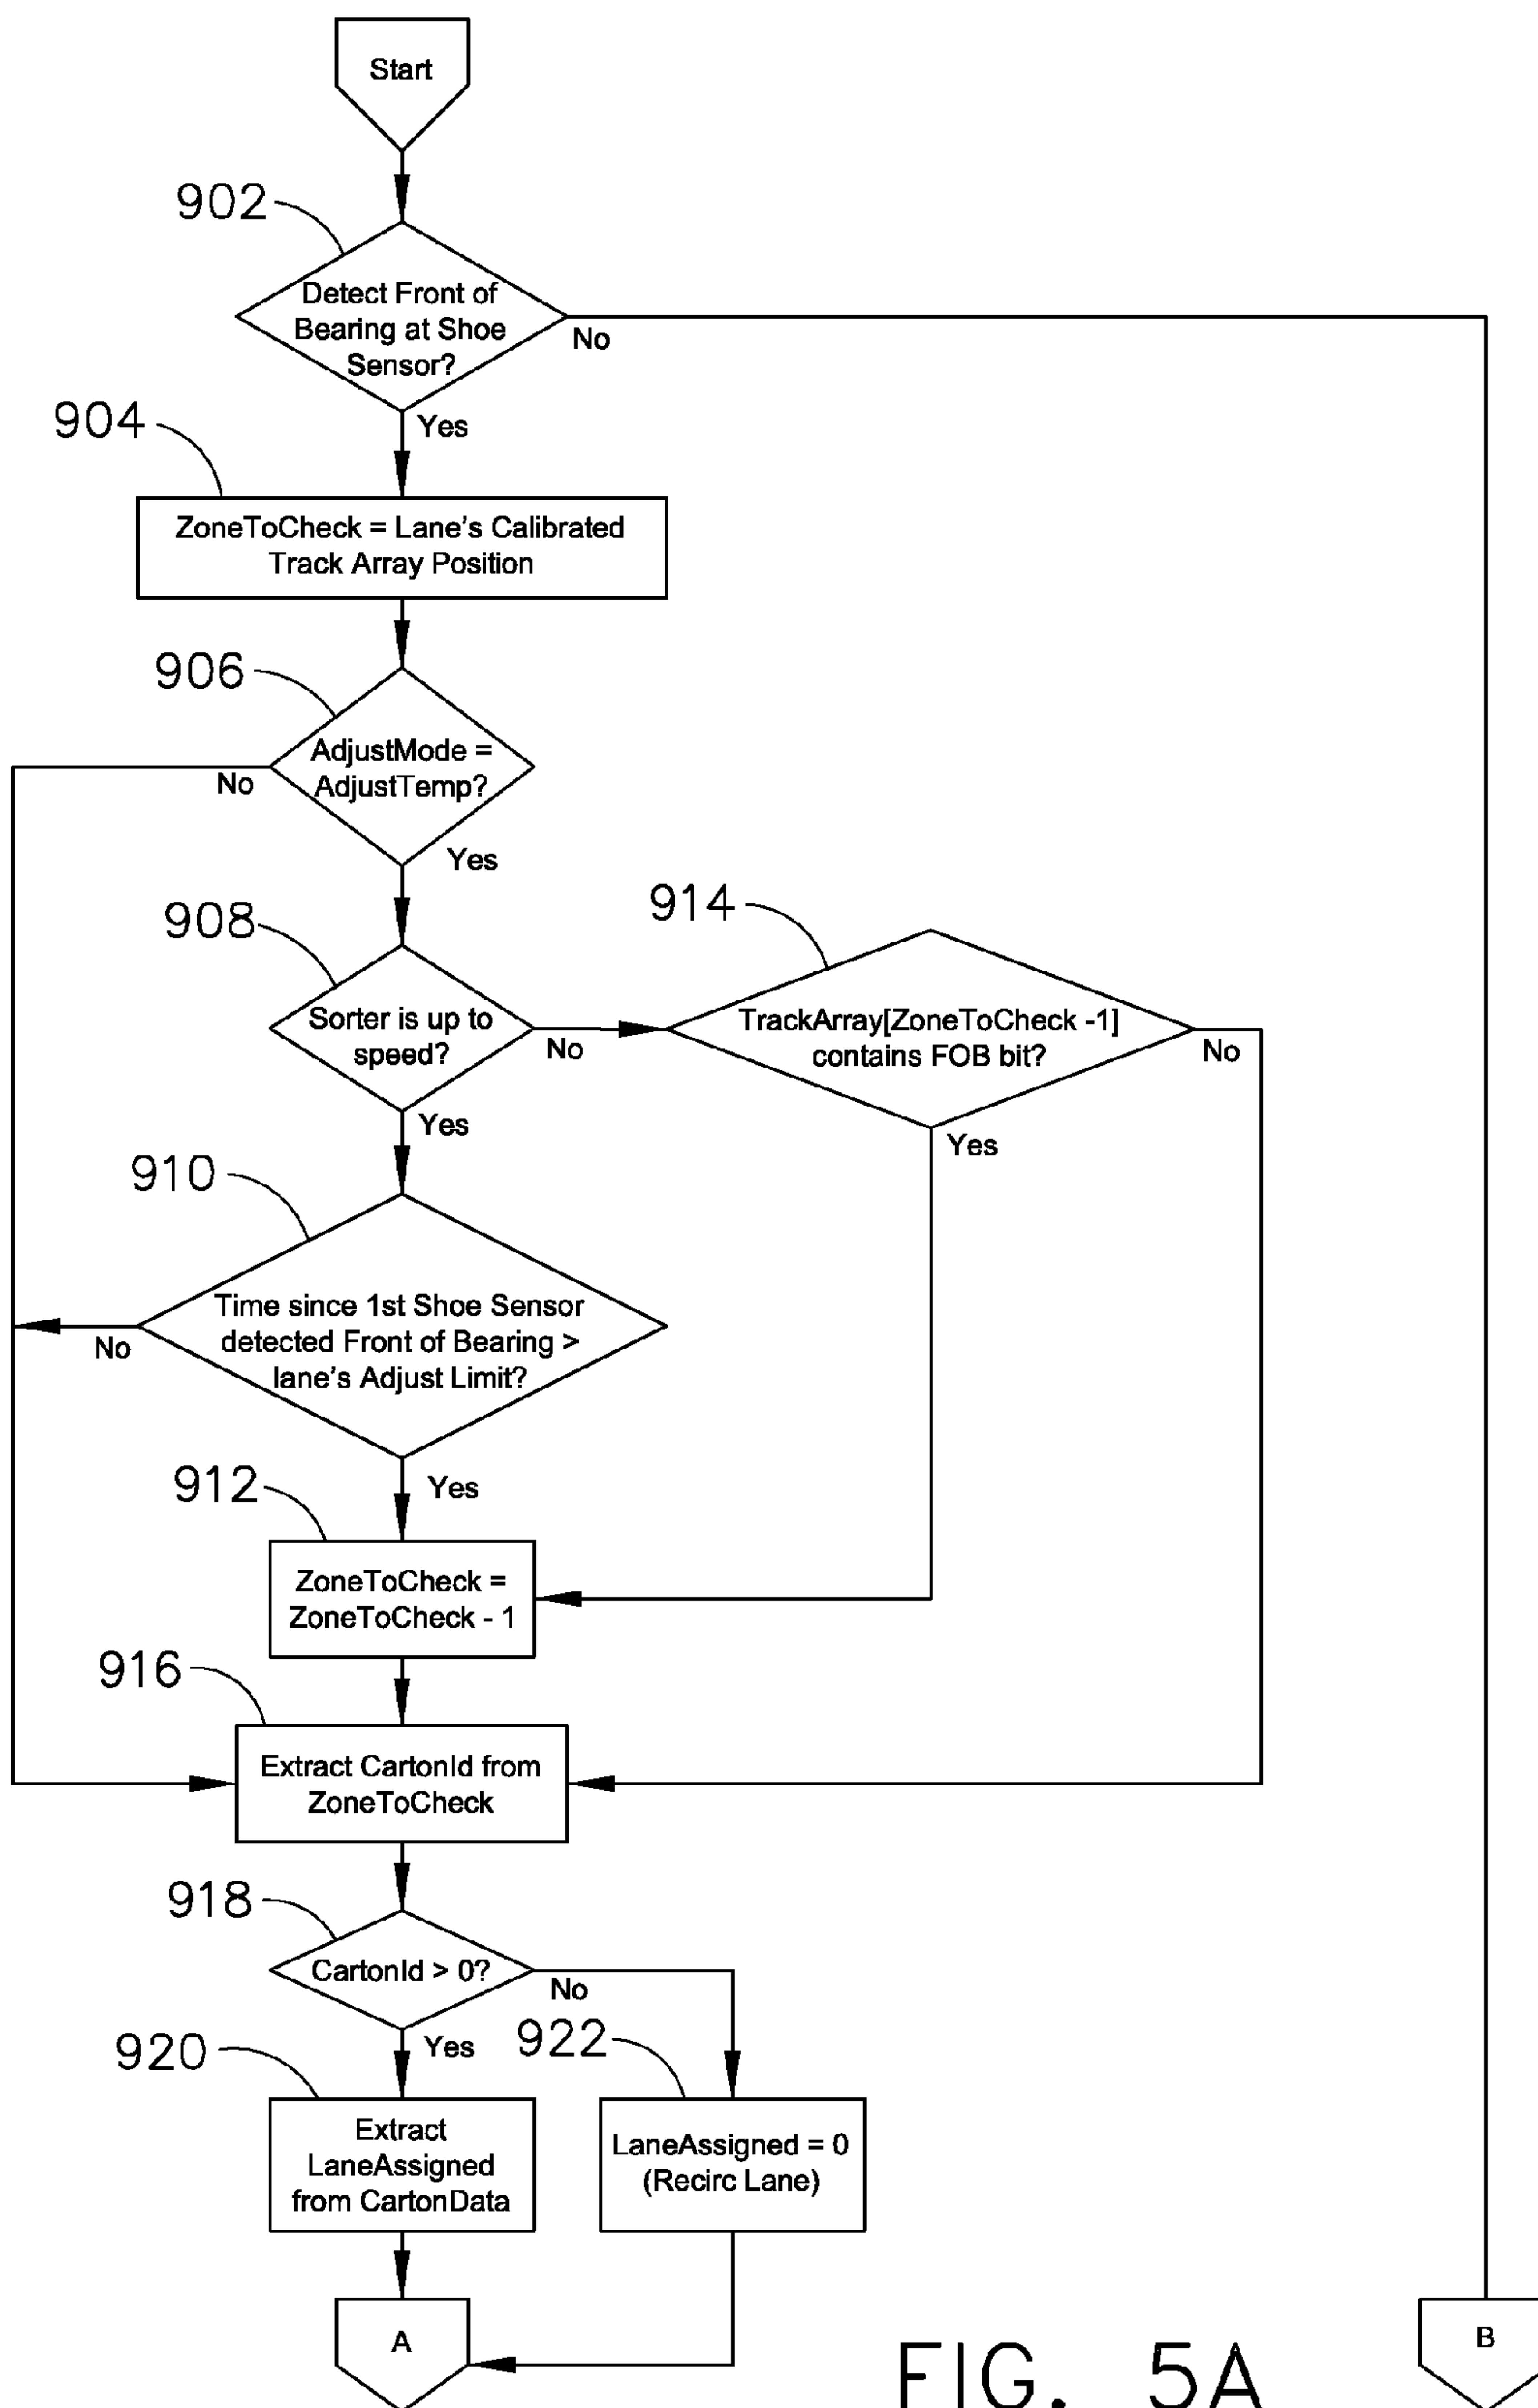 Start
902
Detect Front of
Bearing at Shoe
Sensor?
No
Yes
904
ZoneToCheck = Lane's Calibrated
Track Array Position
906
AdjustMode =
AdjustTemp?
No
Yes
908
Sorter is up to
speed?
No
Yes
914
TrackArray[ZoneToCheck -1]
contains FOB bit?
No
Yes
910
Time since 1st Shoe Sensor
detected Front of Bearing >
lane's Adjust Limit?
No
Yes
912
ZoneToCheck =
ZoneToCheck - 1
916
Extract CartonId from
ZoneToCheck
918
CartonId > 0?
No
Yes
920
Extract
LaneAssigned
from CartonData
922
LaneAssigned = 0
(Recirc Lane)
A
B
FIG. 5A